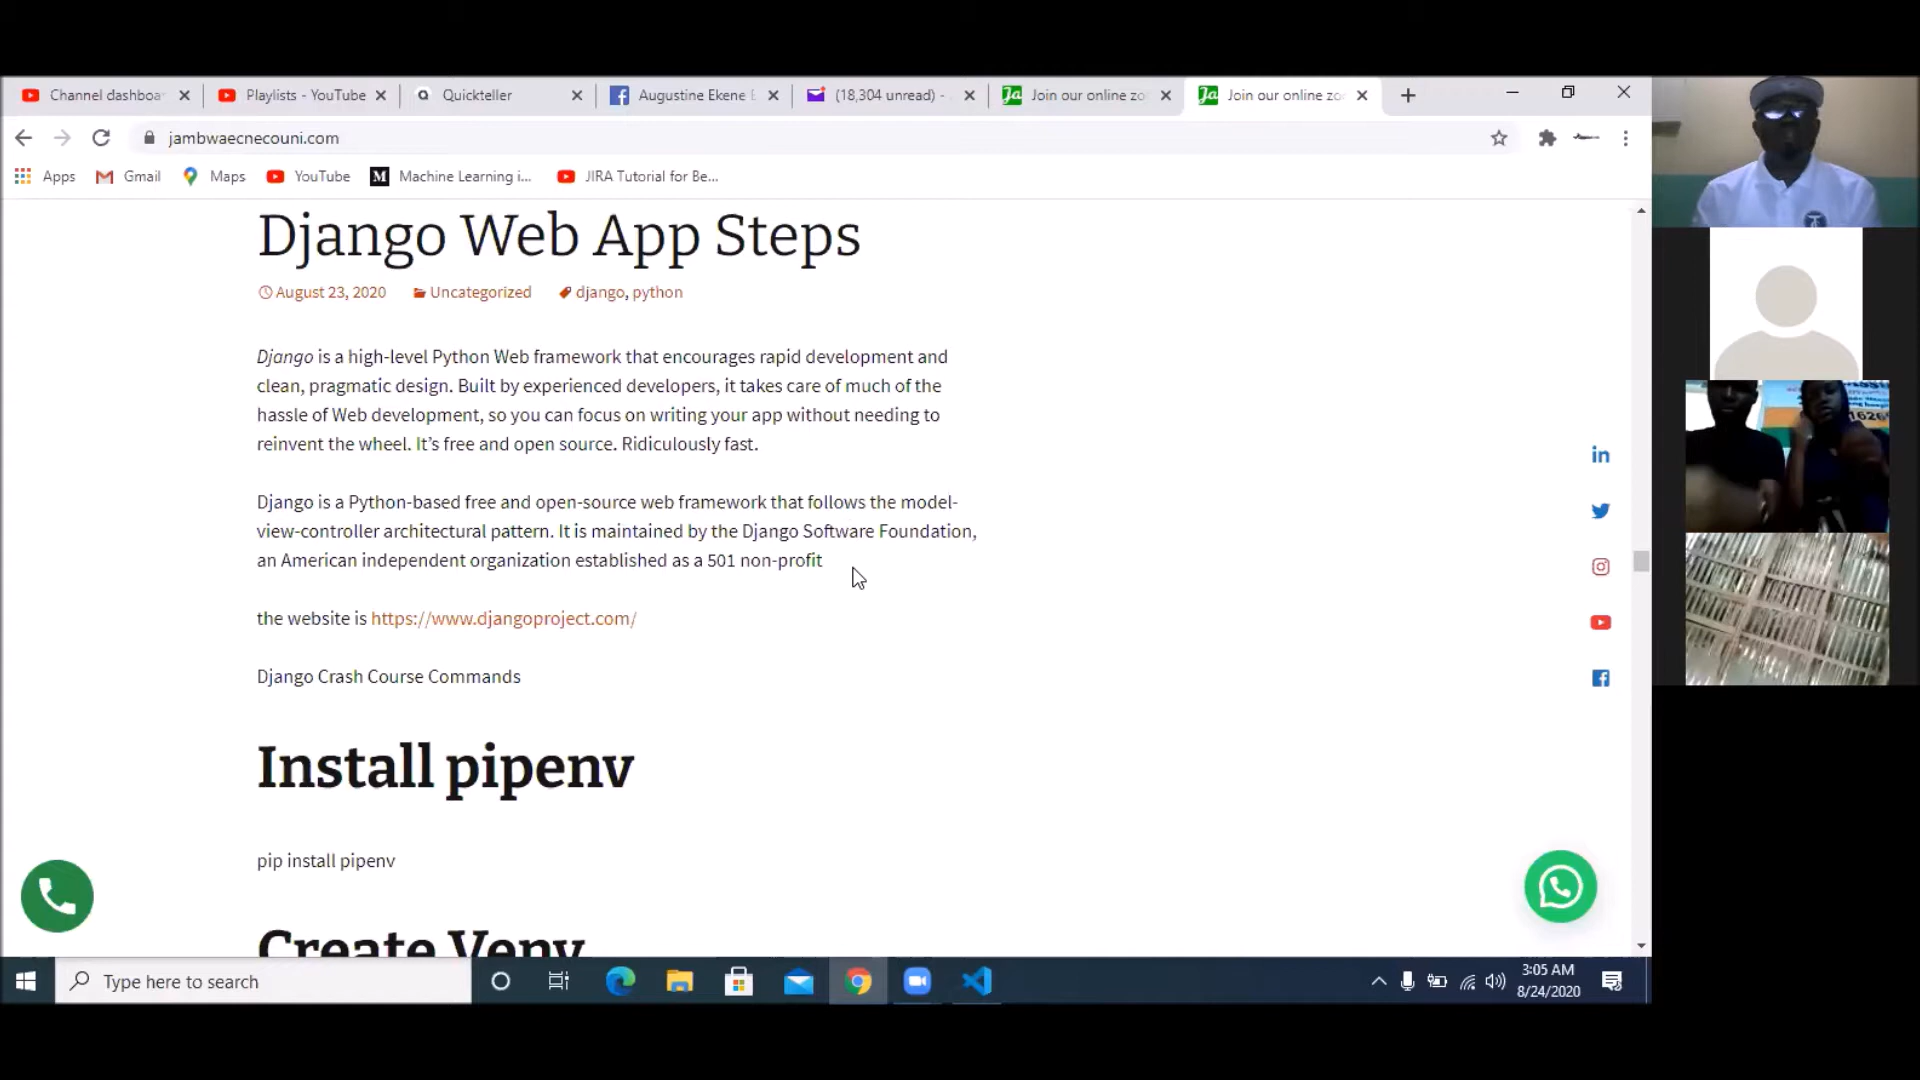 Channel dashboa
Playlists - YouTube
Quickteller
Augustine Ekene E
(18,304 unread) -
Join our online zo
Join our online zo
jambwaecnecouni.com
Apps
Gmail
Maps
YouTube
Machine Learning i...
JIRA Tutorial for Be...
Django Web App Steps
August 23, 2020 Uncategorized django, python
Django is a high-level Python Web framework that encourages rapid development and
clean, pragmatic design. Built by experienced developers, it takes care of much of the
hassle of Web development, so you can focus on writing your app without needing to
reinvent the wheel. It’s free and open source. Ridiculously fast.
Django is a Python-based free and open-source web framework that follows the model-
view-controller architectural pattern. It is maintained by the Django Software Foundation,
an American independent organization established as a 501 non-profit
the website is https://www.djangoproject.com/
Django Crash Course Commands
Install pipenv
pip install pipenv
Create Venv
Type here to search
3:05 AM
8/24/2020